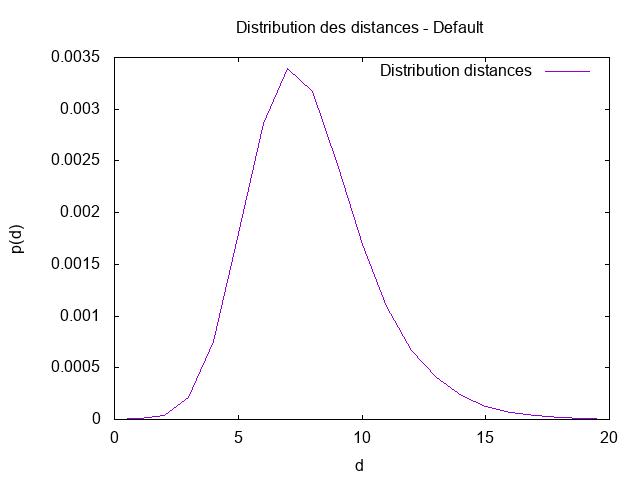 Distribution des distances - Default
Distribution distances
0.0035
0.003
0.0025
0.002
0.0015
0.001
0.0005
0
0 5 10 15 20
p(d)
d